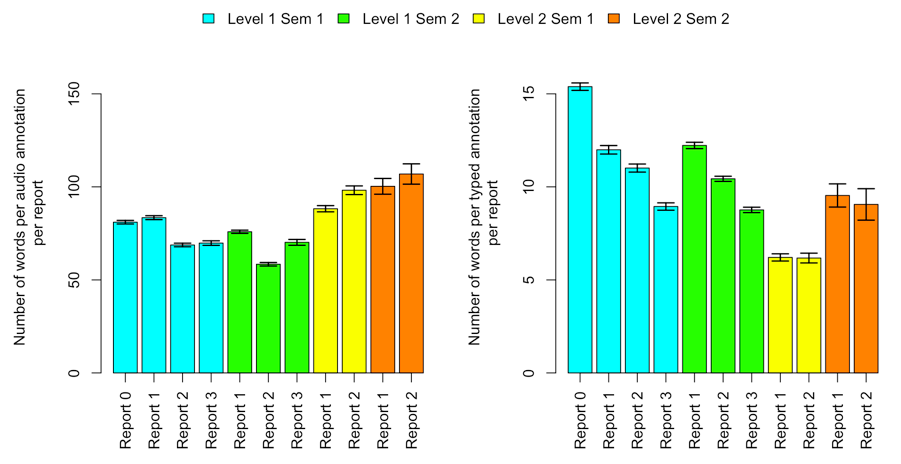 Level 1 Sem 1 Level 1 Sem 2 Level 2 Sem 1 Level 2 Sem 2
Number of words per audio annotation
per report
150
100
50
0
Report 0
Report 1
Report 2
Report 3
Report 1
Report 2
Report 3
Report 1
Report 2
Report 1
Report 2
Number of words per typed annotation
per report
15
10
5
0
Report 0
Report 1
Report 2
Report 3
Report 1
Report 2
Report 3
Report 1
Report 2
Report 1
Report 2